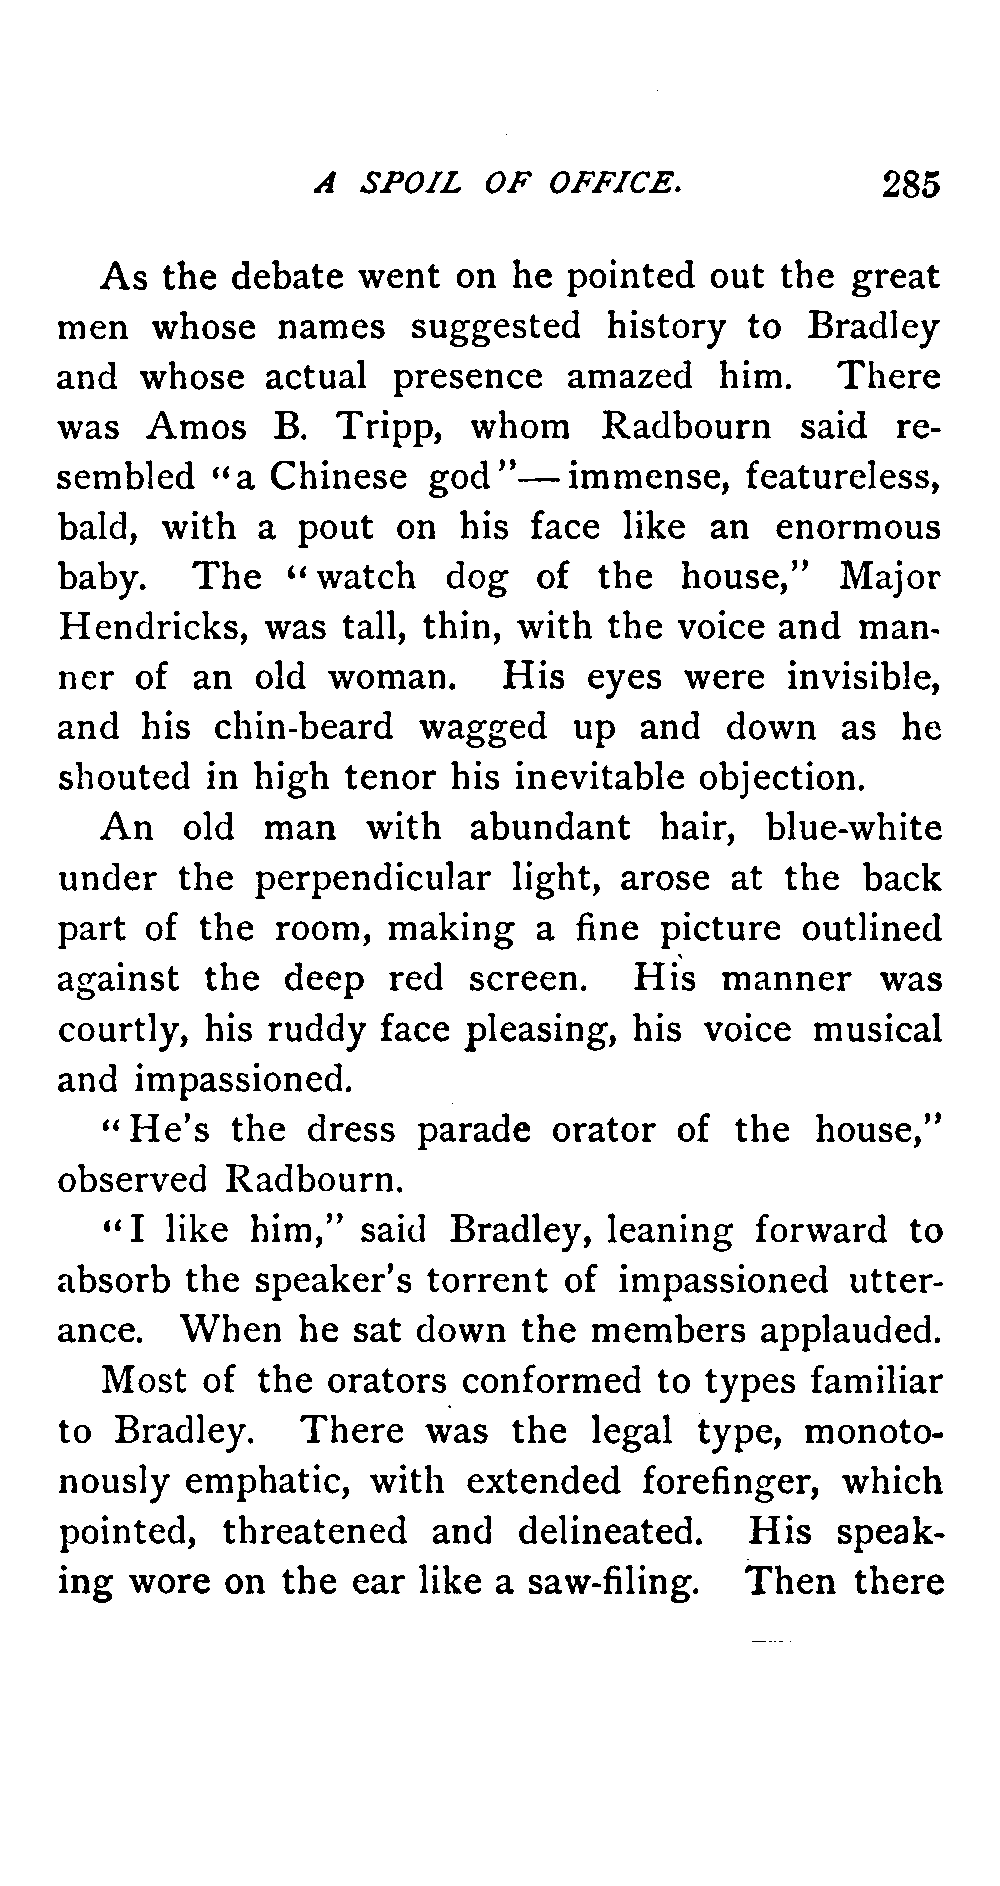 A SPOIL OF OFFICE. 285
As the debate went on he pointed out the great
men whose names suggested history to Bradley
and whose actual presence amazed him. There
was Amos B. Tripp, whom Radbourn said re-
sembled "a Chinese god"—immense, featureless,
bald, with a pout on his face like an enormous
baby. The "watch dog of the house," Major
Hendricks, was tall, thin, with the voice and man-
ner of an old woman. His eyes were invisible,
and his chin-beard wagged up and down as he
shouted in high tenor his inevitable objection.
An old man with abundant hair, blue-white
under the perpendicular light, arose at the back
part of the room, making a fine picture outlined
against the deep red screen. His manner was
courtly, his ruddy face pleasing, his voice musical
and impassioned.
"He's the dress parade orator of the house,"
observed Radbourn.
"I like him," said Bradley, leaning forward to
absorb the speaker's torrent of impassioned utter-
ance. When he sat down the members applauded.
Most of the orators conformed to types familiar
to Bradley. There was the legal type, monoto-
nously emphatic, with extended forefinger, which
pointed, threatened and delineated. His speak-
ing wore on the ear like a saw-filing. Then there